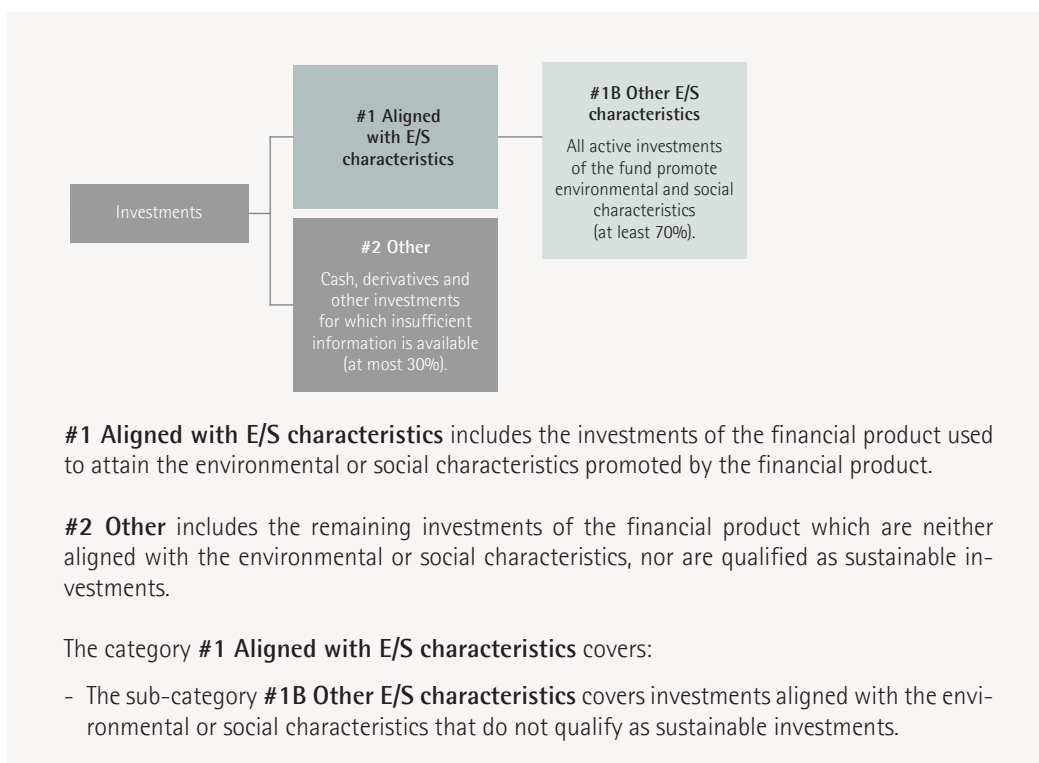 Investments
#1 Aligned
with E/S
characteristics
#1B Other E/S
characteristics
All active investments
of the fund promote
environmental and social
characteristics
(at least 70%).
#2 Other
Cash, derivatives and
other investments
for which insufficient
information is available
(at most 30%).
#1 Aligned with E/S characteristics includes the investments of the financial product used
to attain the environmental or social characteristics promoted by the financial product.
#2 Other includes the remaining investments of the financial product which are neither
aligned with the environmental or social characteristics, nor are qualified as sustainable in-
vestments.
The category #1 Aligned with E/S characteristics covers:
- The sub-category #1B Other E/S characteristics covers investments aligned with the envi-
ronmental or social characteristics that do not qualify as sustainable investments.